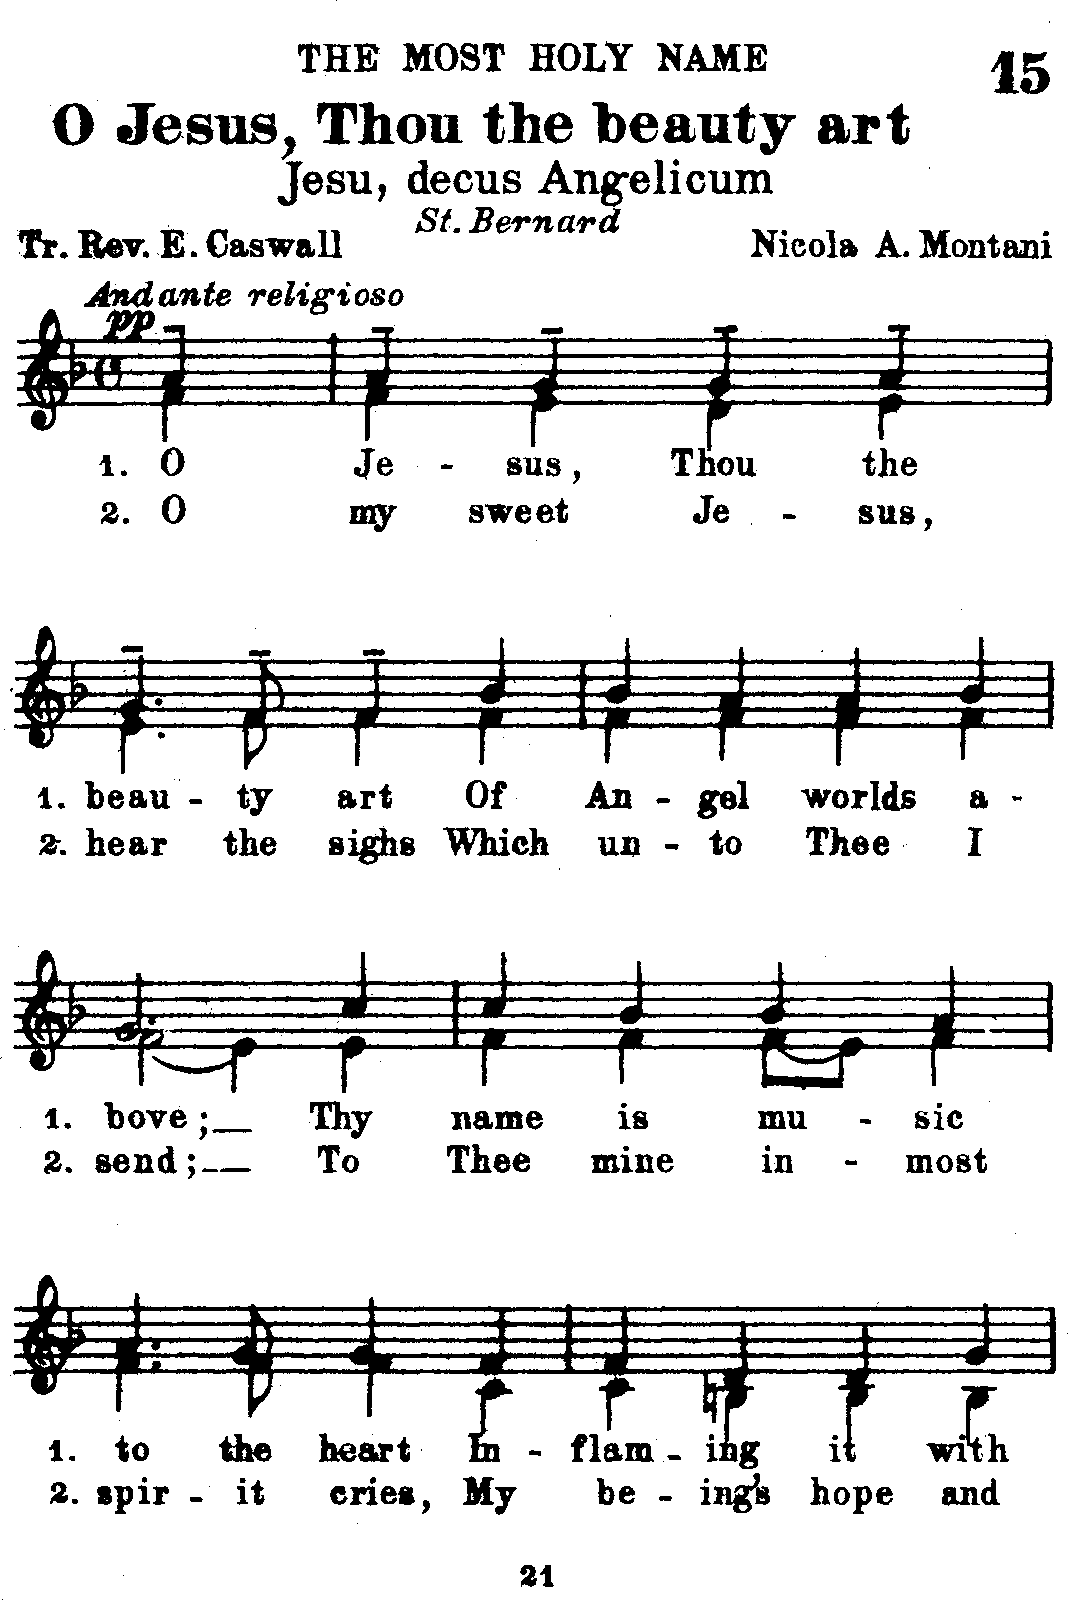 THE MOST HOLY NAME
15
O Jesus, Thou the beauty art
Jesu, decus Angelicum
St. Bernard
Tr. Rev. E. Caswall
Nicola A. Montani
Andante religioso
pp
1. O Je - sus, Thou the
2. O my sweet Je - sus,
1. beau - ty art Of An - gel worlds a -
2. hear the sighs Which un - to Thee I
1. bove;__ Thy name is mu - sic
2. send;__ To Thee mine in - most
1. to the heart In - flam - ing it with
2. spir - it cries, My be - ing's hope and
21